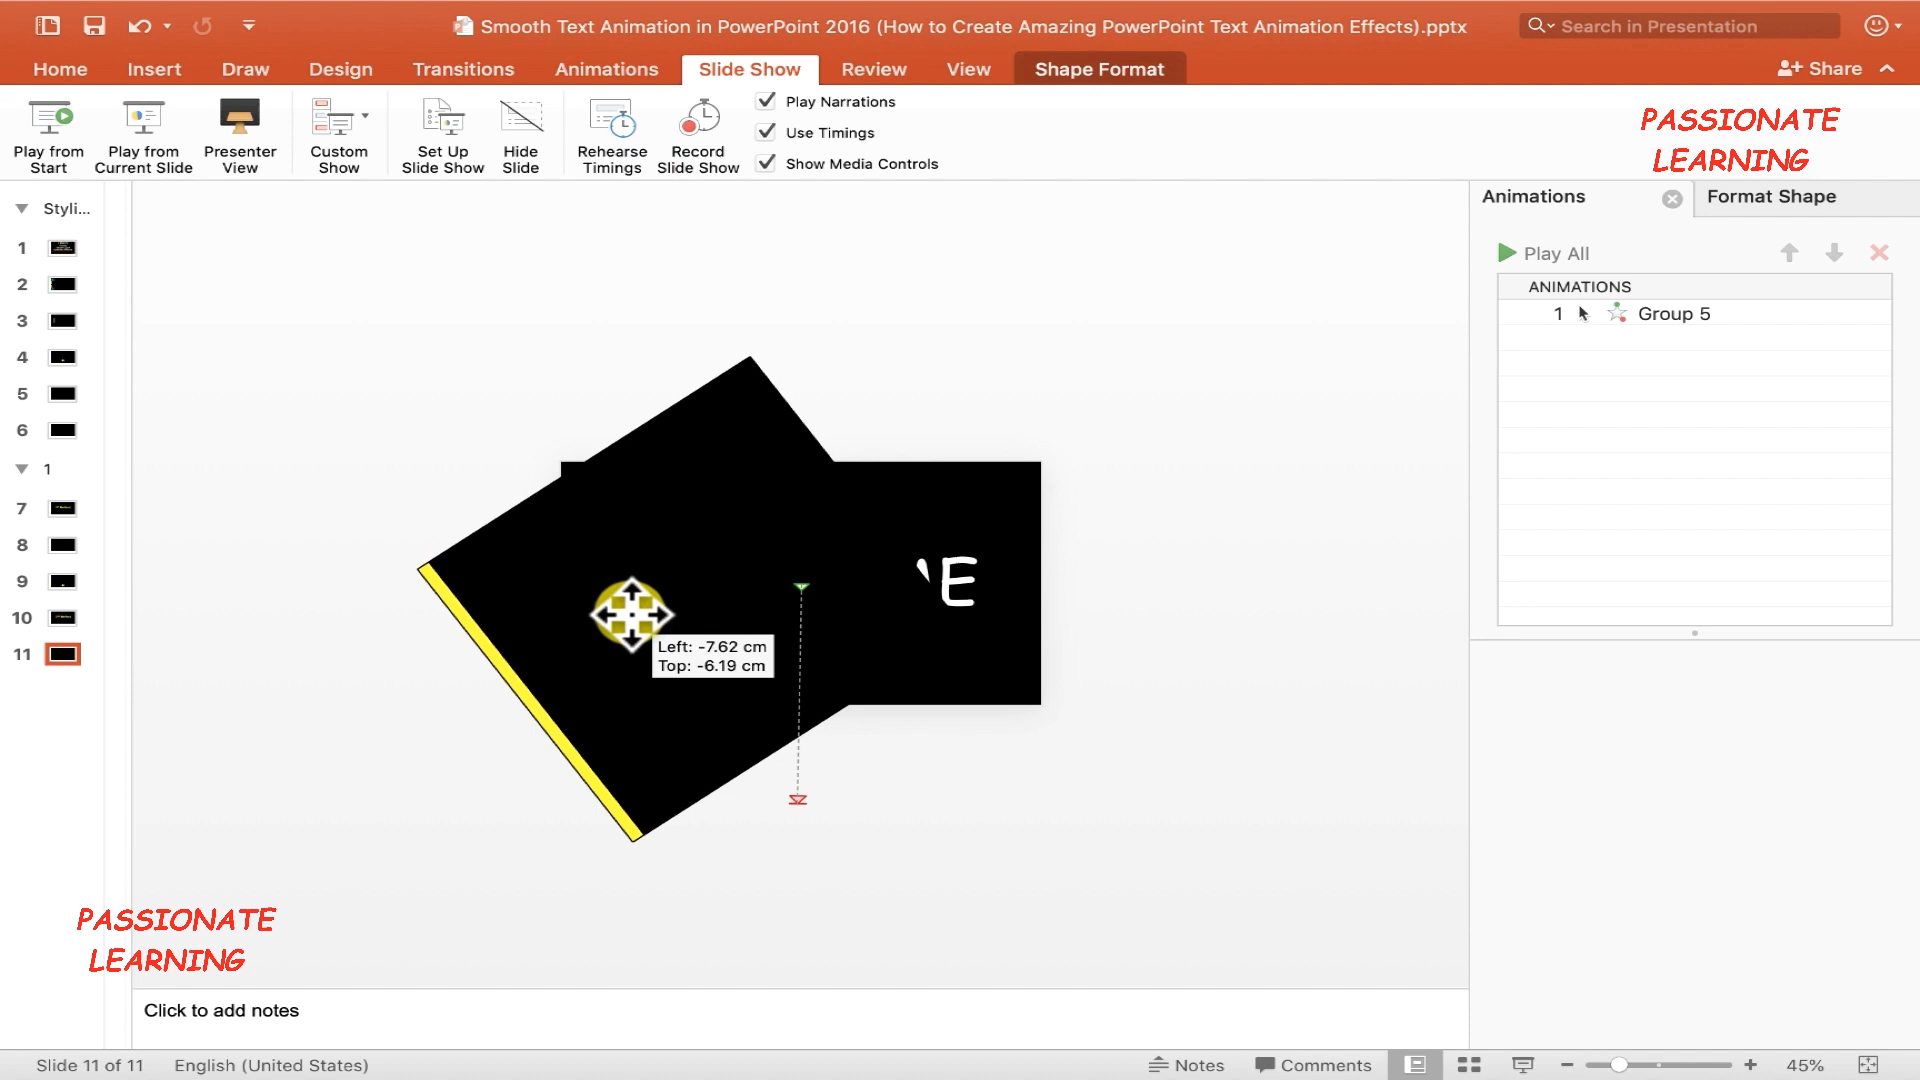 Smooth Text Animation in PowerPoint 2016 (How to Create Amazing PowerPoint Text Animation Effects).pptx
Search in Presentation
Home Insert Draw Design Transitions Animations Slide Show Review View Shape Format
Share
Play from Start
Play from Current Slide
Presenter View
Custom Show
Set Up Slide Show
Hide Slide
Rehearse Timings
Record Slide Show
Play Narrations
Use Timings
Show Media Controls
PASSIONATE
LEARNING
Animations
Format Shape
Play All
ANIMATIONS
1 Group 5
Styli...
1
2
3
4
5
6
1
7
8
9
10
11
E
Left: -7.62 cm
Top: -6.19 cm
PASSIONATE
LEARNING
Click to add notes
Slide 11 of 11
English (United States)
Notes
Comments
45%